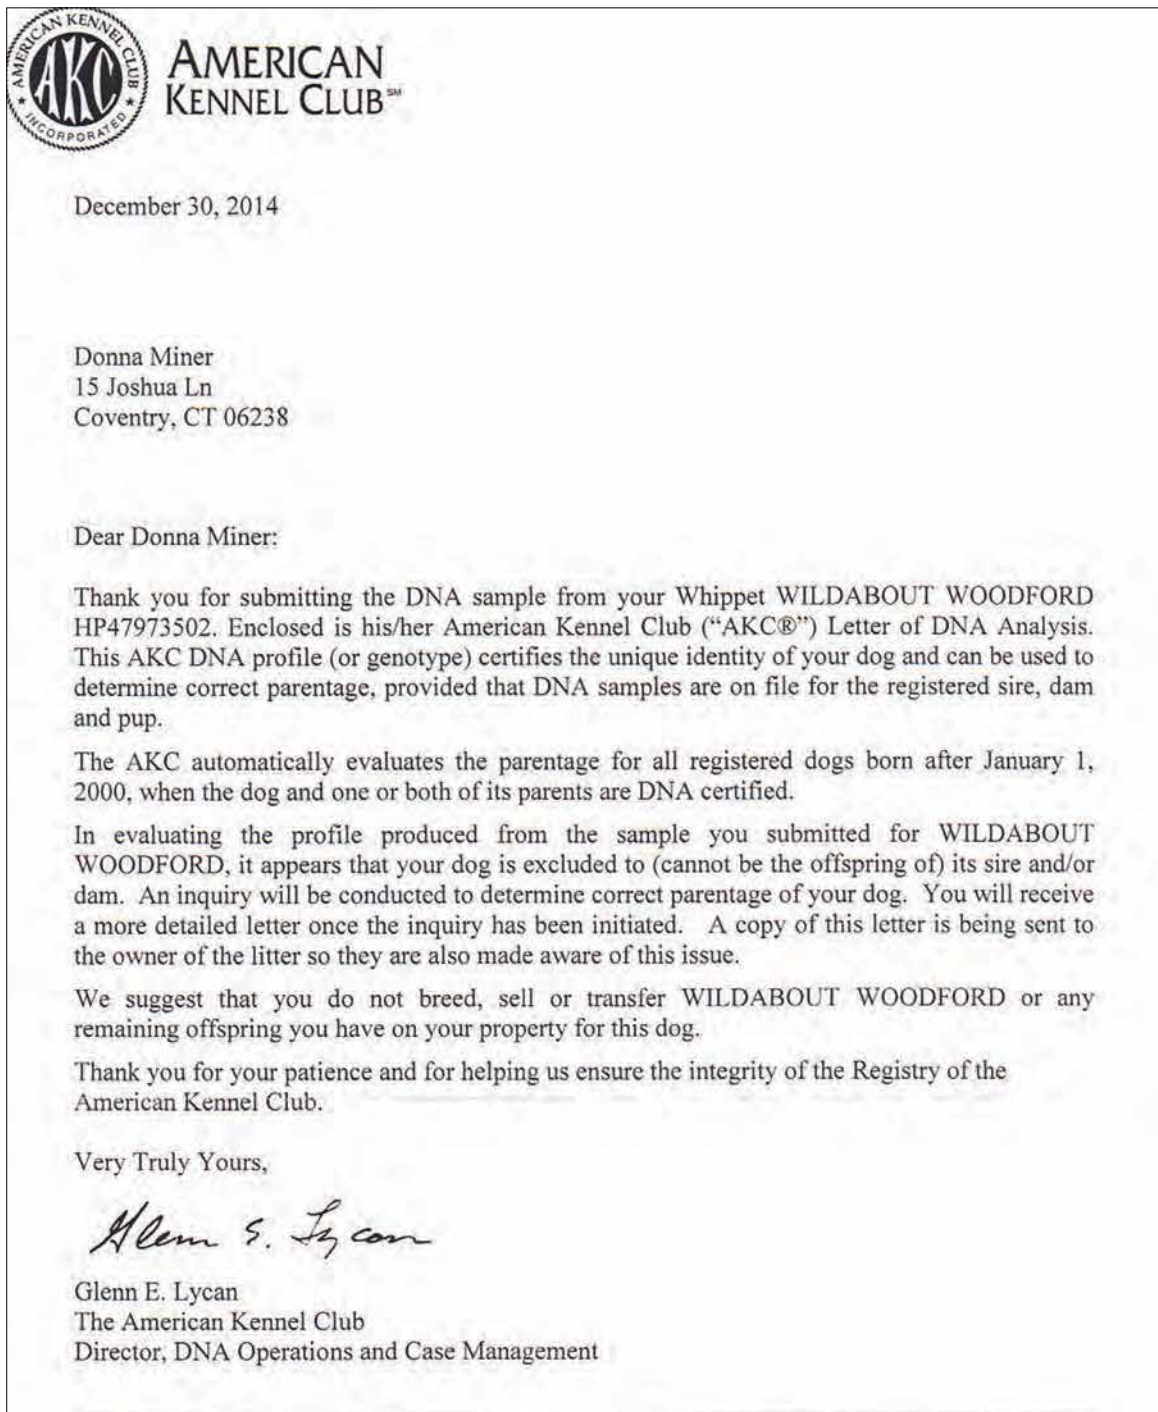 AMERICAN KENNEL CLUB
AKC
INCORPORATED
AMERICAN
KENNEL CLUB℠
December 30, 2014
Donna Miner
15 Joshua Ln
Coventry, CT 06238
Dear Donna Miner:
Thank you for submitting the DNA sample from your Whippet WILDABOUT WOODFORD
HP47973502. Enclosed is his/her American Kennel Club (“AKC®”) Letter of DNA Analysis.
This AKC DNA profile (or genotype) certifies the unique identity of your dog and can be used to
determine correct parentage, provided that DNA samples are on file for the registered sire, dam
and pup.
The AKC automatically evaluates the parentage for all registered dogs born after January 1,
2000, when the dog and one or both of its parents are DNA certified.
In evaluating the profile produced from the sample you submitted for WILDABOUT
WOODFORD, it appears that your dog is excluded to (cannot be the offspring of) its sire and/or
dam. An inquiry will be conducted to determine correct parentage of your dog. You will receive
a more detailed letter once the inquiry has been initiated. A copy of this letter is being sent to
the owner of the litter so they are also made aware of this issue.
We suggest that you do not breed, sell or transfer WILDABOUT WOODFORD or any
remaining offspring you have on your property for this dog.
Thank you for your patience and for helping us ensure the integrity of the Registry of the
American Kennel Club.
Very Truly Yours,
Glenn E. Lycan
Glenn E. Lycan
The American Kennel Club
Director, DNA Operations and Case Management